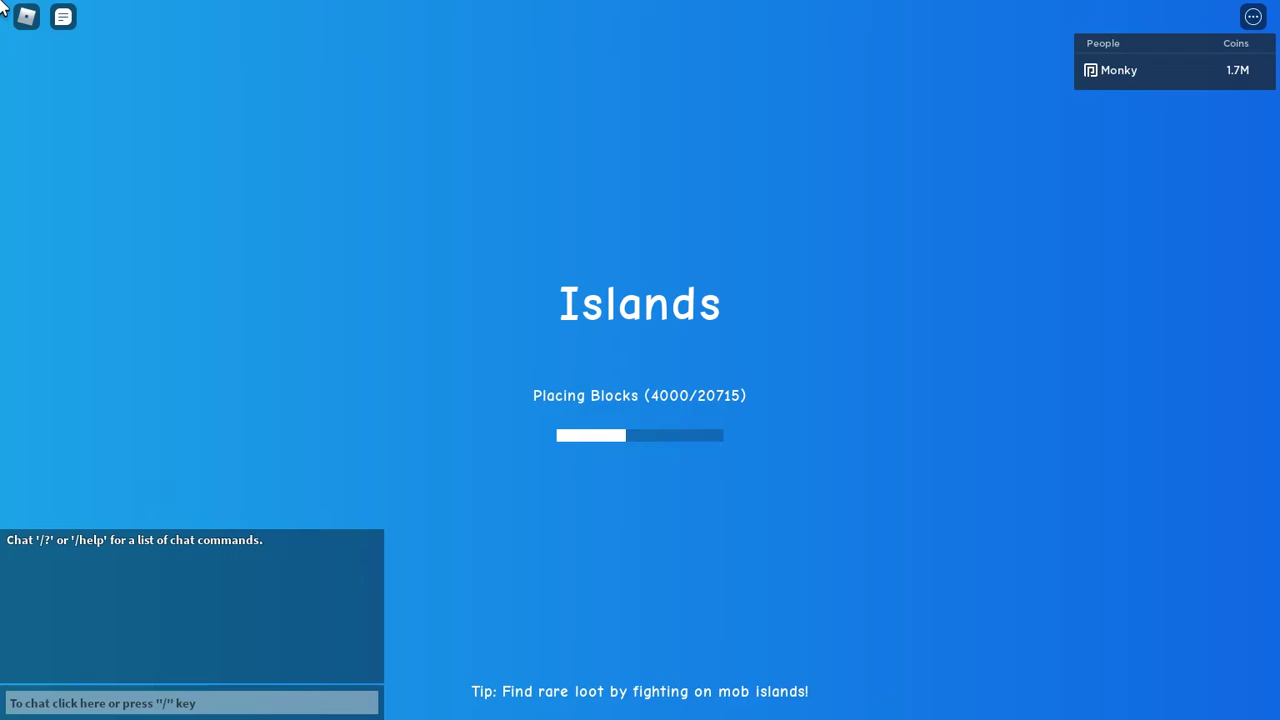 People Coins
Monky 1.7M
Islands
Placing Blocks (4000/20715)
Chat '/?' or '/help' for a list of chat commands.
Tip: Find rare loot by fighting on mob islands!
To chat click here or press "/" key